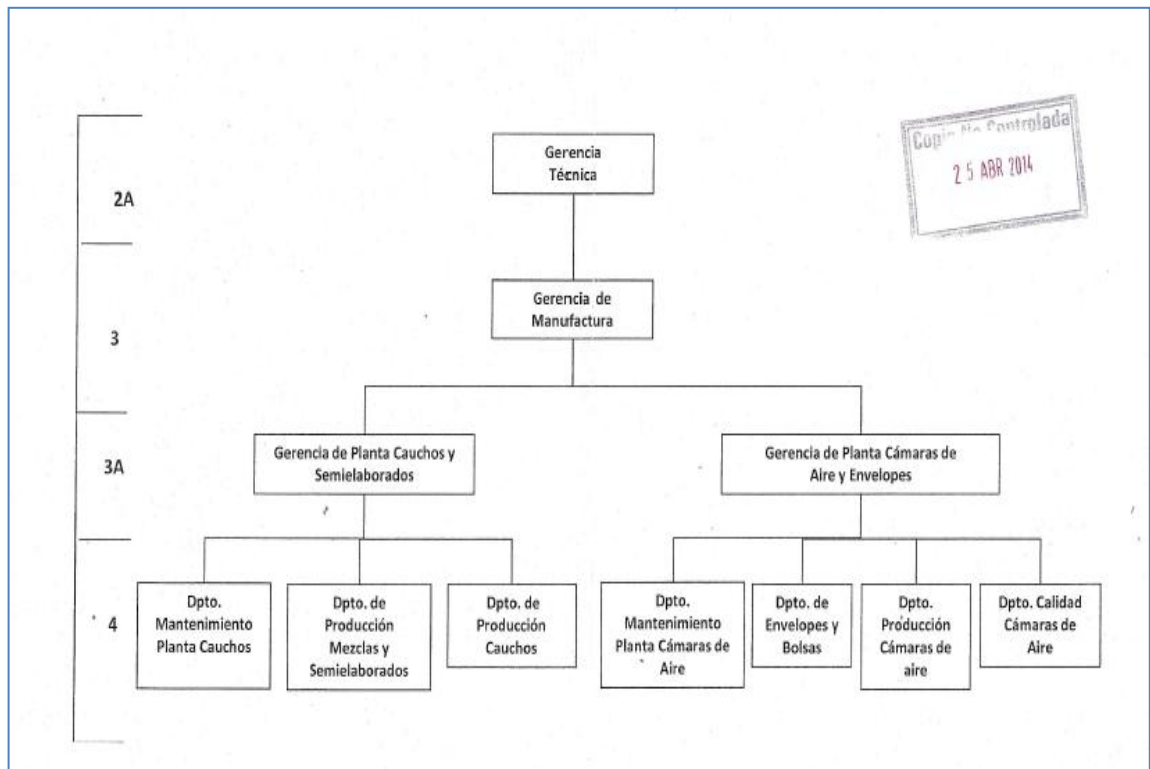 Copia No Controlada
25 ABR 2014
2A
Gerencia
Técnica
3
Gerencia de
Manufactura
3A
Gerencia de Planta Cauchos y
Semielaborados
Gerencia de Planta Cámaras de
Aire y Envelopes
4
Dpto.
Mantenimiento
Planta Cauchos
Dpto. de
Producción
Mezclas y
Semielaborados
Dpto. de
Producción
Cauchos
Dpto.
Mantenimiento
Planta Cámaras de
Aire
Dpto. de
Envelopes y
Bolsas
Dpto.
Producción
Cámaras de
aire
Dpto. Calidad
Cámaras de
Aire